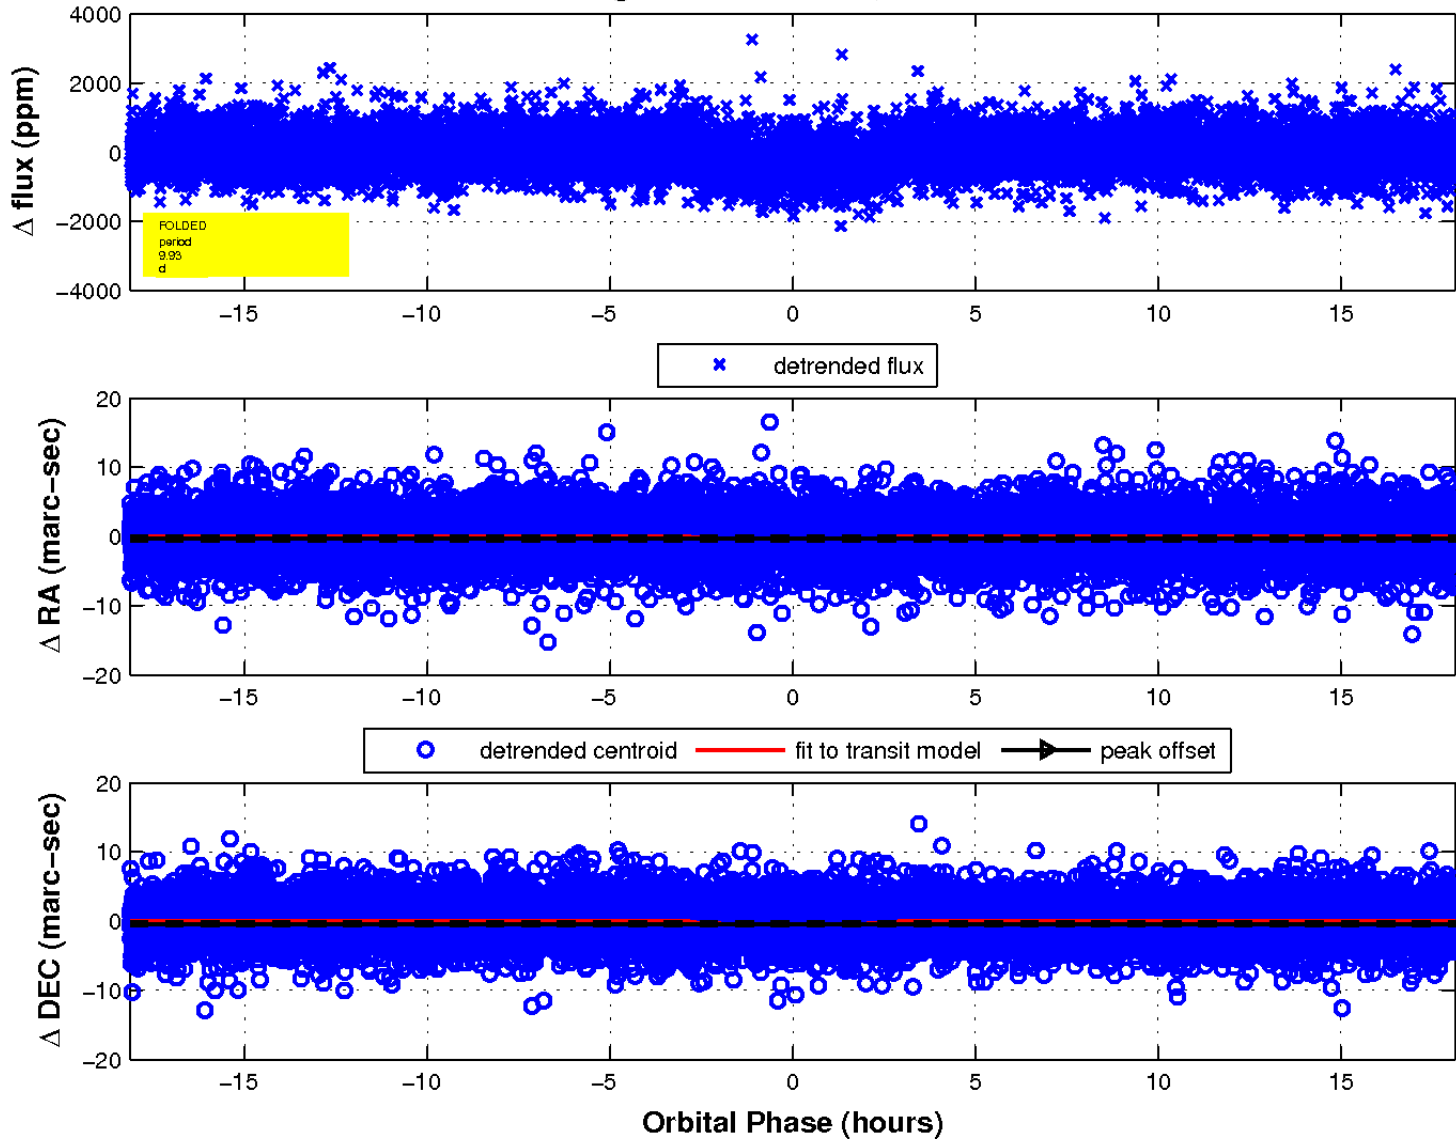 4000
2000
0
−2000
−4000
Δ flux (ppm)
FOLDED
period
9.93
d
−15 −10 −5 0 5 10 15
detrended flux
20
10
0
−10
−20
Δ RA (marc−sec)
−15 −10 −5 0 5 10 15
detrended centroid fit to transit model peak offset
20
10
0
−10
−20
Δ DEC (marc−sec)
−15 −10 −5 0 5 10 15
Orbital Phase (hours)